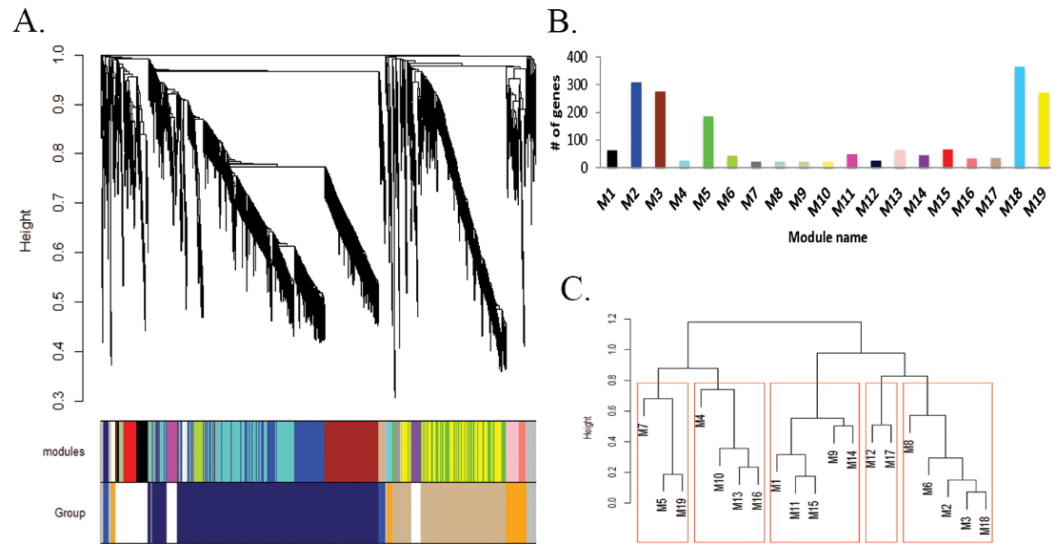 A.
1.0
0.9
0.8
0.7
0.6
0.5
0.4
0.3
Height
modules
Group
B.
400
300
200
100
0
# of genes
M1 M2 M3 M4 M5 M6 M7 M8 M9 M10 M11 M12 M13 M14 M15 M16 M17 M18 M19
Module name
C.
1.2
1.0
0.8
0.6
0.4
0.2
0.0
Height
M7
M5 M19
M4
M10
M13 M16
M1
M11 M15
M9 M14
M12 M17
M8
M6
M2
M3 M18